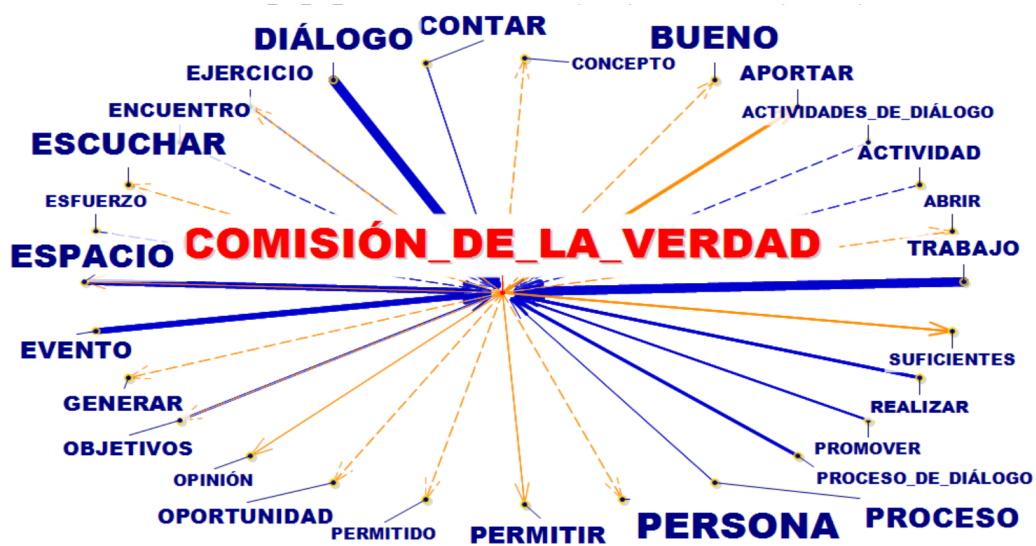 CONTAR
DIÁLOGO
BUENO
CONCEPTO
EJERCICIO
APORTAR
ENCUENTRO
ACTIVIDADES_DE_DIÁLOGO
ESCUCHAR
ACTIVIDAD
ESFUERZO
ABRIR
COMISIÓN_DE_LA_VERDAD
ESPACIO
TRABAJO
EVENTO
SUFICIENTES
GENERAR
REALIZAR
OBJETIVOS
PROMOVER
OPINIÓN
PROCESO_DE_DIÁLOGO
OPORTUNIDAD
PERMITIDO
PERMITIR
PERSONA
PROCESO